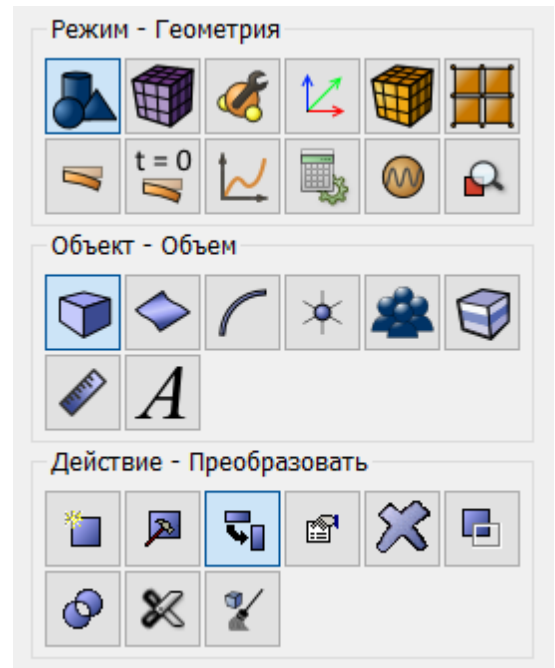 Режим - Геометрия
t = 0
Объект - Объем
A
Действие - Преобразовать